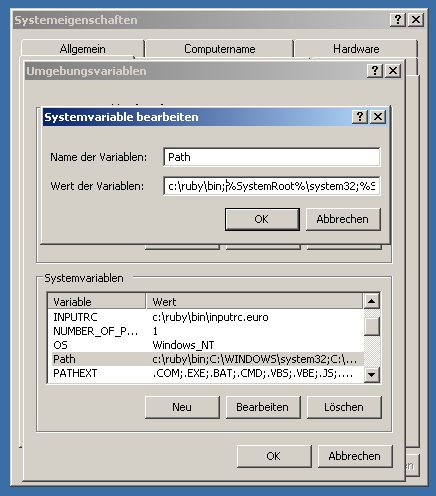 Systemeigenschaften
Allgemein Computername Hardware
Umgebungsvariablen
Systemvariable bearbeiten
Name der Variablen: Path
Wert der Variablen: c:\ruby\bin;%SystemRoot%\system32;%S
OK Abbrechen
Systemvariablen
Variable Wert
INPUTRC c:\ruby\bin\inputrc.euro
NUMBER_OF_P... 1
OS Windows_NT
Path c:\ruby\bin;C:\WINDOWS\system32;C:\...
PATHEXT .COM;.EXE;.BAT;.CMD;.VBS;.VBE;.JS;....
Neu Bearbeiten Löschen
OK Abbrechen